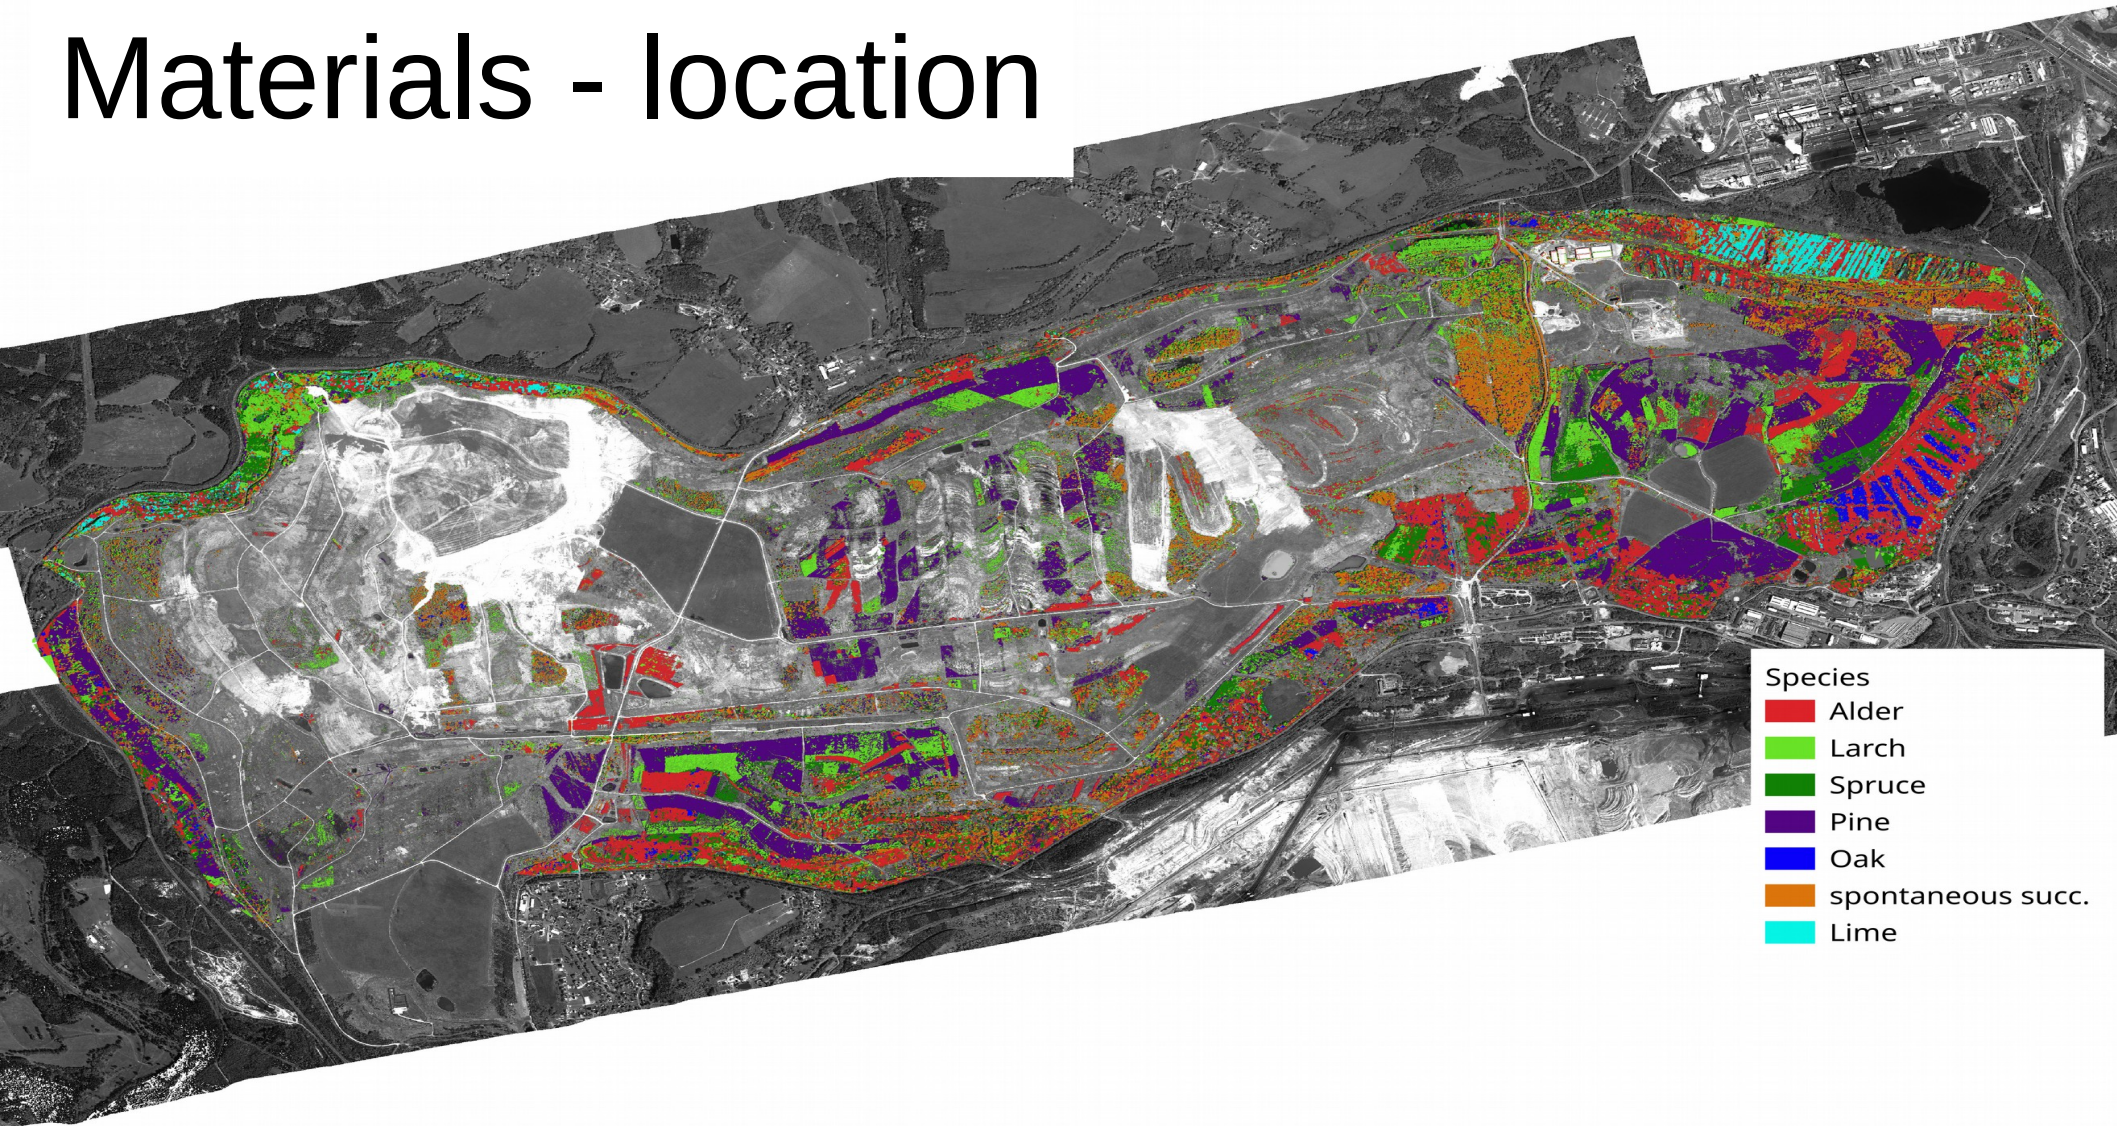 Materials - location
Species
Alder
Larch
Spruce
Pine
Oak
spontaneous succ.
Lime